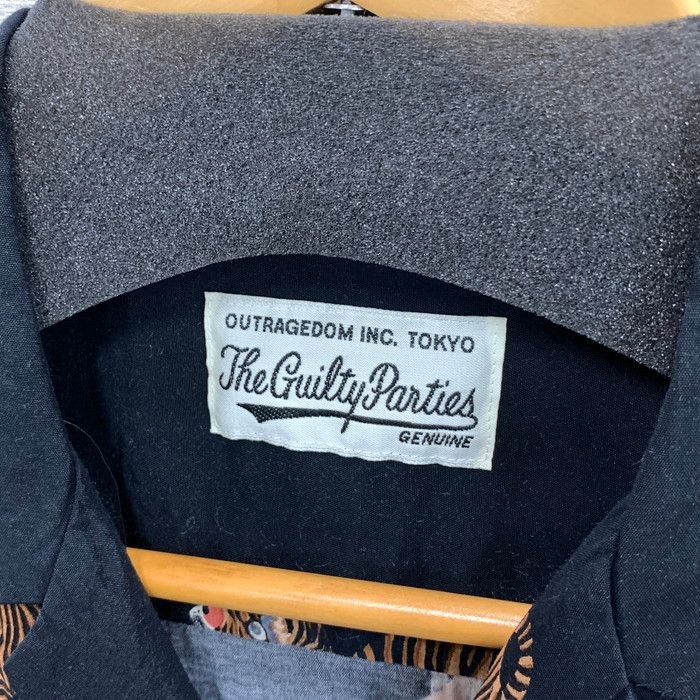 OUTRAGEDOM INC. TOKYO
The Guilty Parties
GENUINE